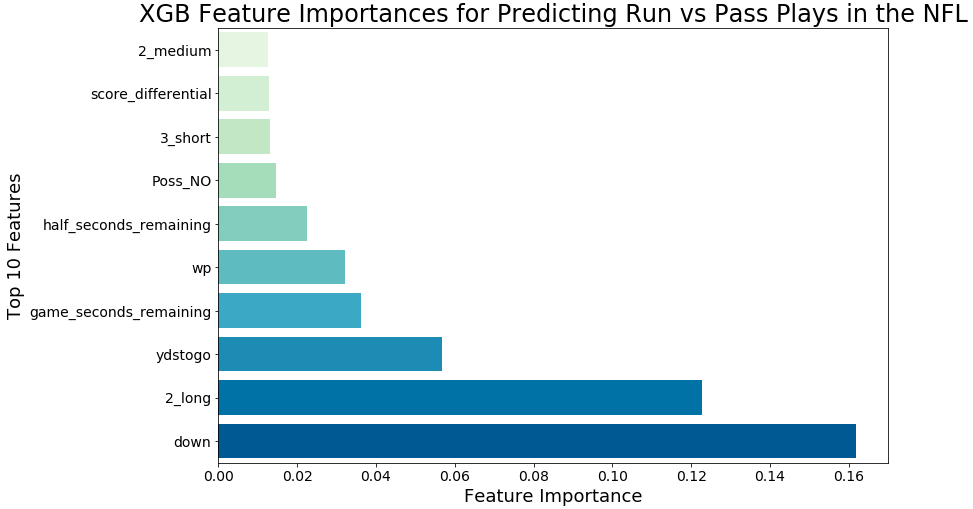 XGB Feature Importances for Predicting Run vs Pass Plays in the NFL
Top 10 Features
2_medium
score_differential
3_short
Poss_NO
half_seconds_remaining
wp
game_seconds_remaining
ydstogo
2_long
down
0.00 0.02 0.04 0.06 0.08 0.10 0.12 0.14 0.16
Feature Importance